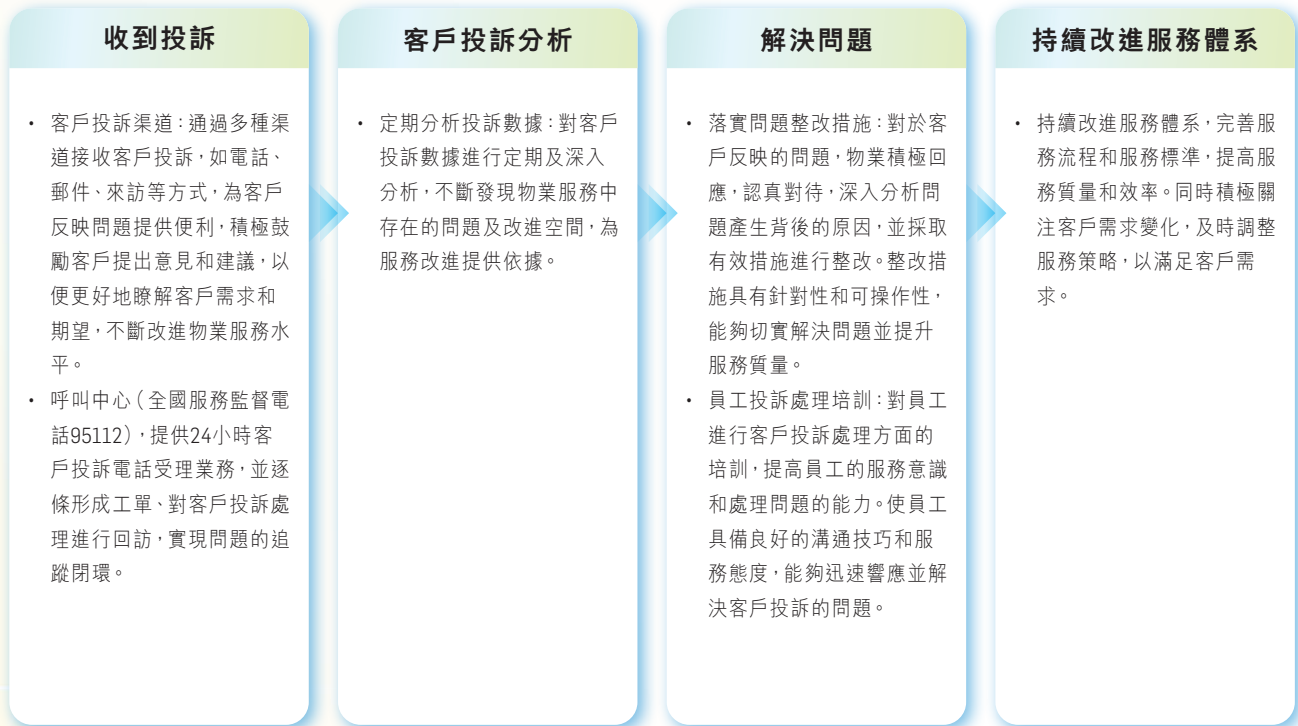 收到投訴
• 客戶投訴渠道：通過多種渠
道接收客戶投訴，如電話、
郵件、來訪等方式，為客戶
反映問題提供便利，積極鼓
勵客戶提出意見和建議，以
便更好地瞭解客戶需求和
期望，不斷改進物業服務水
平。
• 呼叫中心（全國服務監督電
話95112），提供24小時客
戶投訴電話受理業務，並逐
條形成工單、對客戶投訴處
理進行回訪，實現問題的追
蹤閉環。
客戶投訴分析
• 定期分析投訴數據：對客戶
投訴數據進行定期及深入
分析，不斷發現物業服務中
存在的問題及改進空間，為
服務改進提供依據。
解決問題
• 落實問題整改措施：對於客
戶反映的問題，物業積極回
應，認真對待，深入分析問
題產生背後的原因，並採取
有效措施進行整改。整改措
施具有針對性和可操作性，
能夠切實解決問題並提升
服務質量。
• 員工投訴處理培訓：對員工
進行客戶投訴處理方面的
培訓，提高員工的服務意識
和處理問題的能力。使員工
具備良好的溝通技巧和服
務態度，能夠迅速響應並解
決客戶投訴的問題。
持續改進服務體系
• 持續改進服務體系，完善服
務流程和服務標準，提高服
務質量和效率。同時積極關
注客戶需求變化，及時調整
服務策略，以滿足客戶需
求。